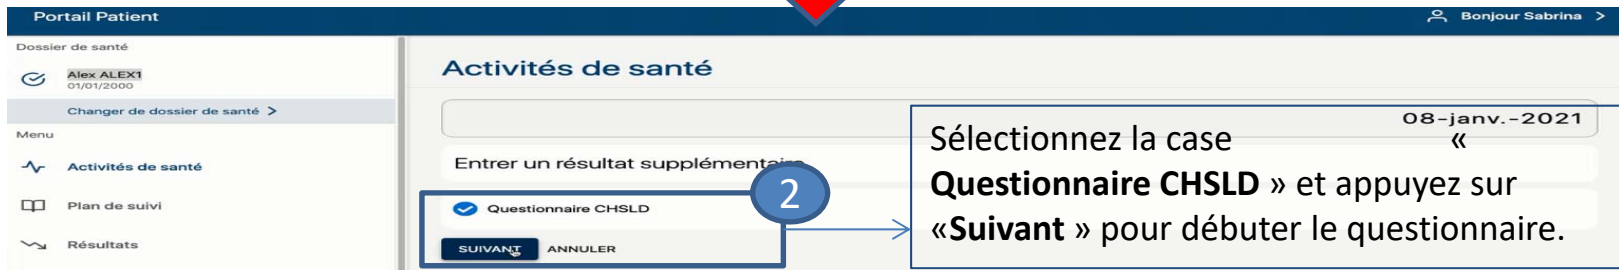 Portail Patient
Bonjour Sabrina >
Dossier de santé
Alex ALEX1
01/01/2000
Changer de dossier de santé >
Menu
Activités de santé
Plan de suivi
Résultats
Activités de santé
08-janv.-2021
Entrer un résultat supplémentaire
Questionnaire CHSLD
SUIVANT ANNULER
2
Sélectionnez la case «
Questionnaire CHSLD » et appuyez sur
«Suivant » pour débuter le questionnaire.